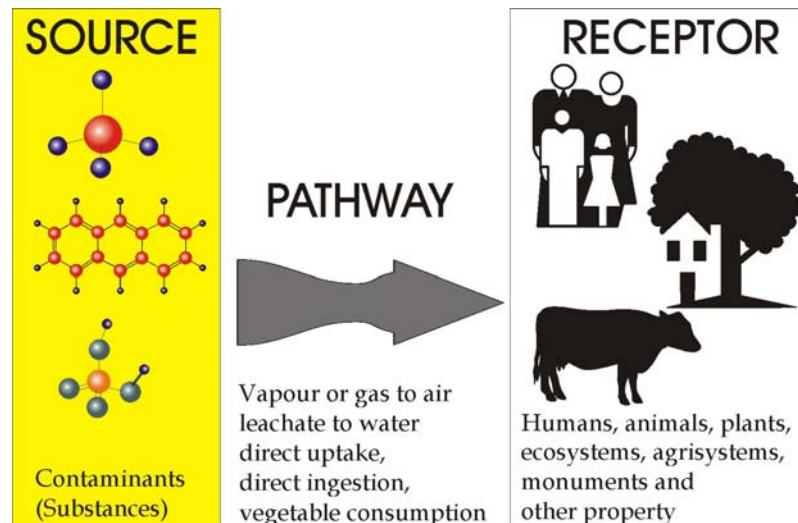 SOURCE
Contaminants
(Substances)
PATHWAY
Vapour or gas to air
leachate to water
direct uptake,
direct ingestion,
vegetable consumption
RECEPTOR
Humans, animals, plants,
ecosystems, agrisystems,
monuments and
other property